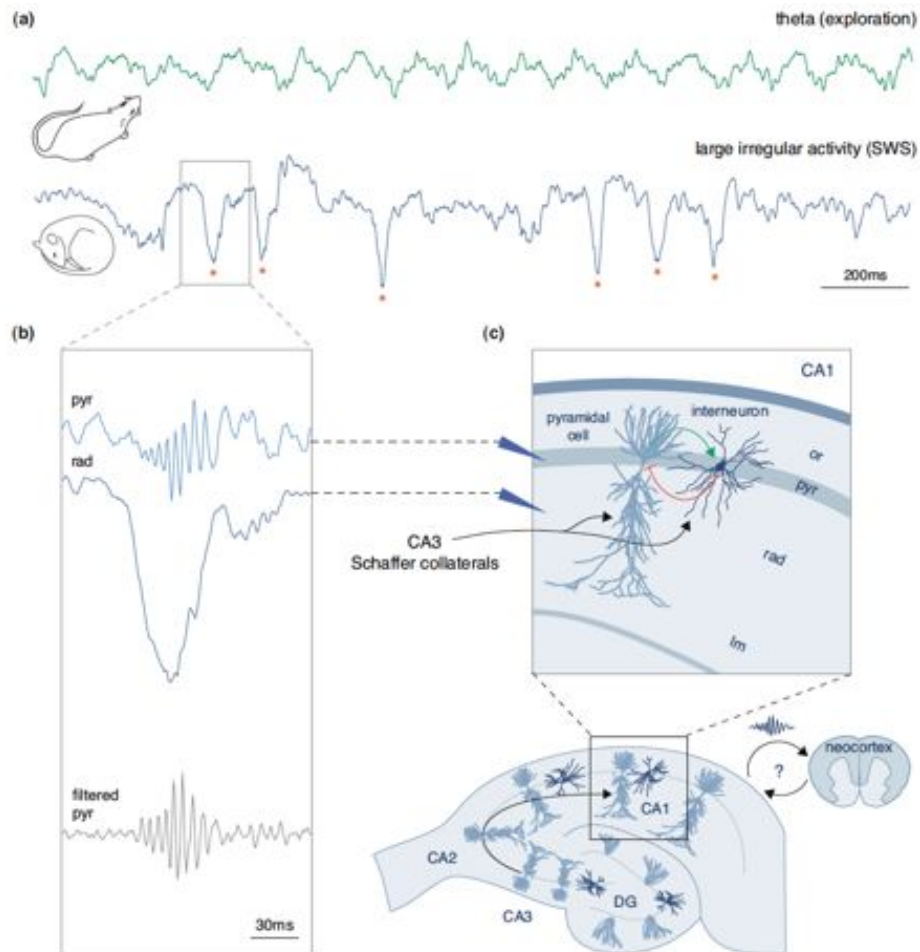 (a)
theta (exploration)
large irregular activity (SWS)
200ms
(b)
pyr
rad
filtered
pyr
30ms
(c)
CA1
pyramidal
cell
interneuron
or
pyr
rad
lm
CA3
Schaffer collaterals
neocortex
?
CA1
CA2
CA3
DG